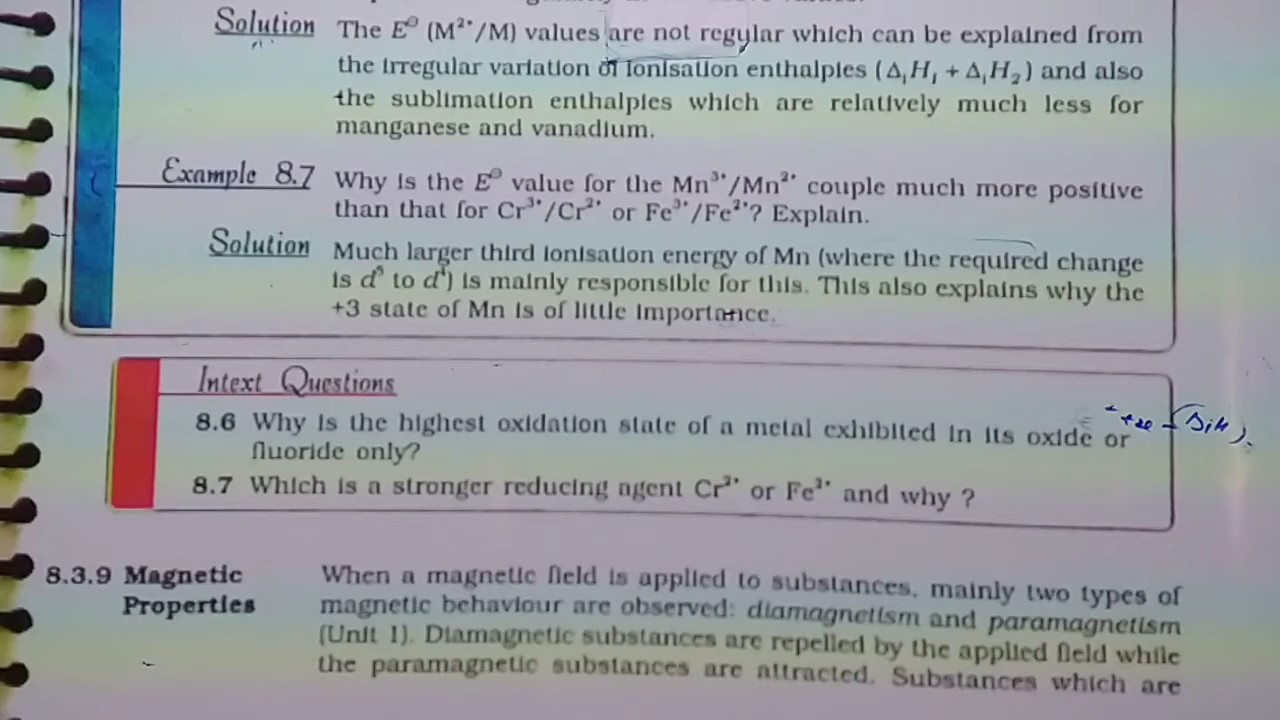 Solution The E⊖ (M²⁺/M) values are not regular which can be explained from
the irregular variation of ionisation enthalpies (ΔᵢH₁ + ΔᵢH₂) and also
the sublimation enthalpies which are relatively much less for
manganese and vanadium.
Example 8.7 Why is the E⊖ value for the Mn³⁺/Mn²⁺ couple much more positive
than that for Cr³⁺/Cr²⁺ or Fe³⁺/Fe²⁺? Explain.
Solution Much larger third ionisation energy of Mn (where the required change
is d⁵ to d⁴) is mainly responsible for this. This also explains why the
+3 state of Mn is of little importance.
Intext Questions
8.6 Why is the highest oxidation state of a metal exhibited in its oxide or
fluoride only?
8.7 Which is a stronger reducing agent Cr²⁺ or Fe²⁺ and why ?
8.3.9 Magnetic Properties
When a magnetic field is applied to substances, mainly two types of
magnetic behaviour are observed: diamagnetism and paramagnetism
(Unit 1). Diamagnetic substances are repelled by the applied field while
the paramagnetic substances are attracted. Substances which are